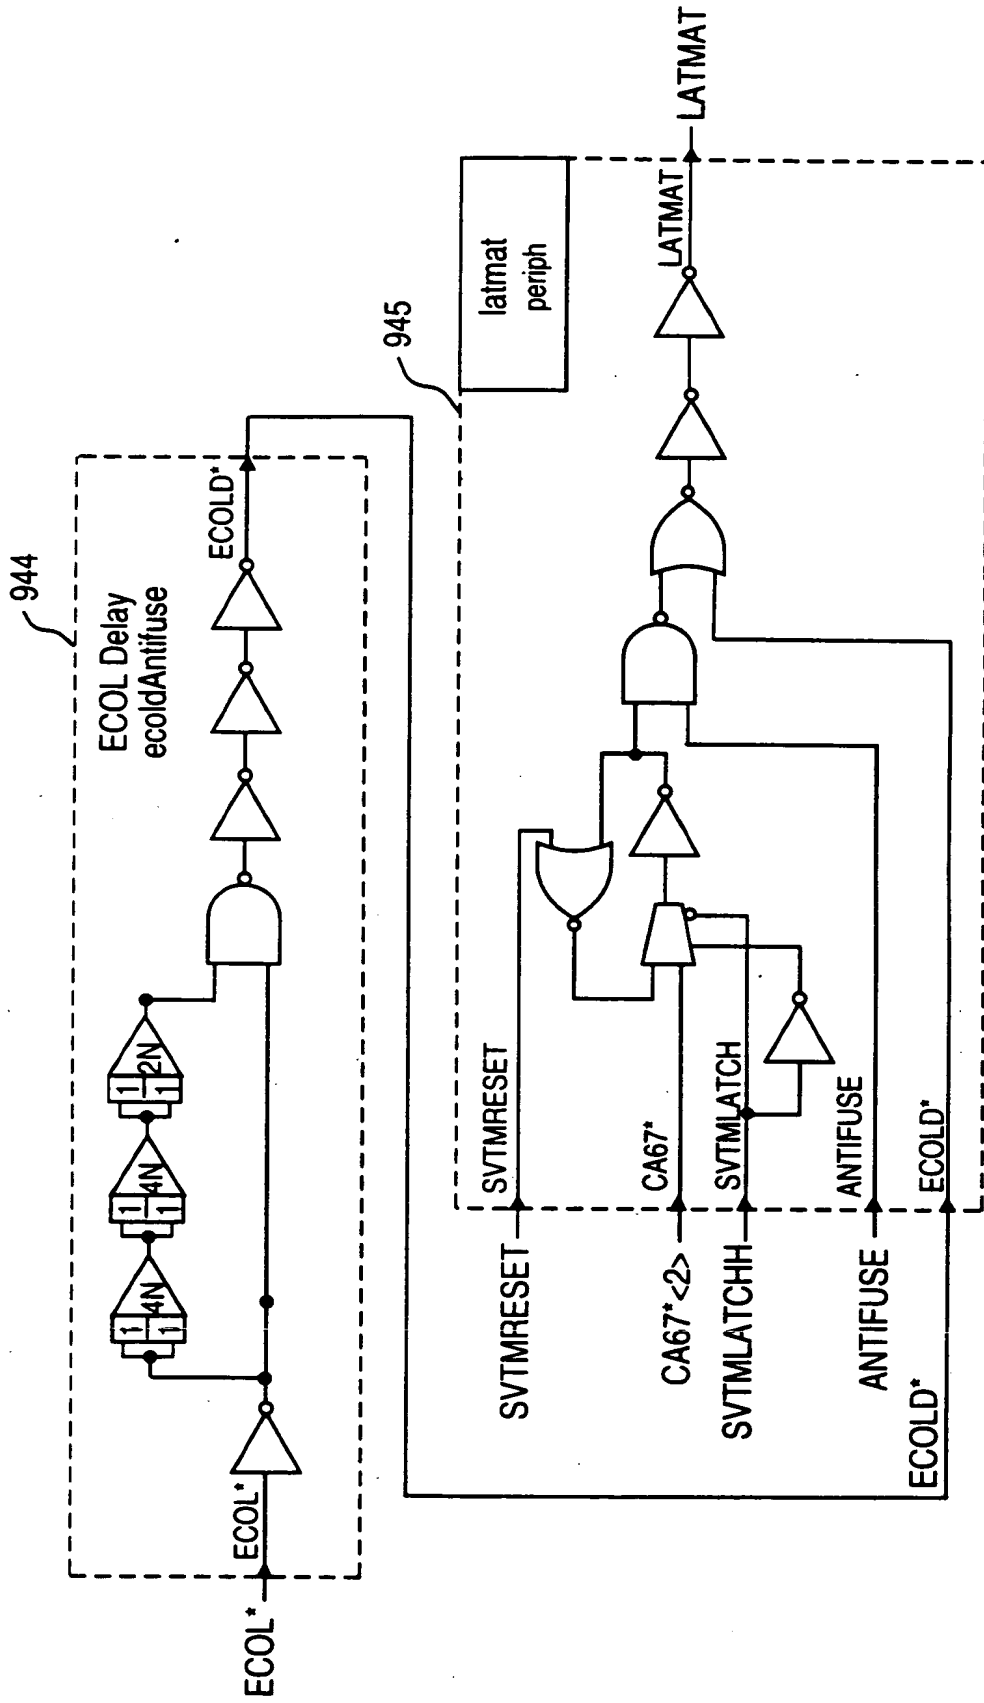 944
ECOL Delay
ecoldAntifuse
ECOL*
ECOL*
1 1 4N
1 1 4N
1 1 2N
ECOLD*
945
latmat
periph
SVTMRESET
SVTMRESET
CA67*<2>
CA67*
SVTMLATCHH
SVTMLATCH
ANTIFUSE
ANTIFUSE
ECOLD*
ECOLD*
LATMAT
LATMAT